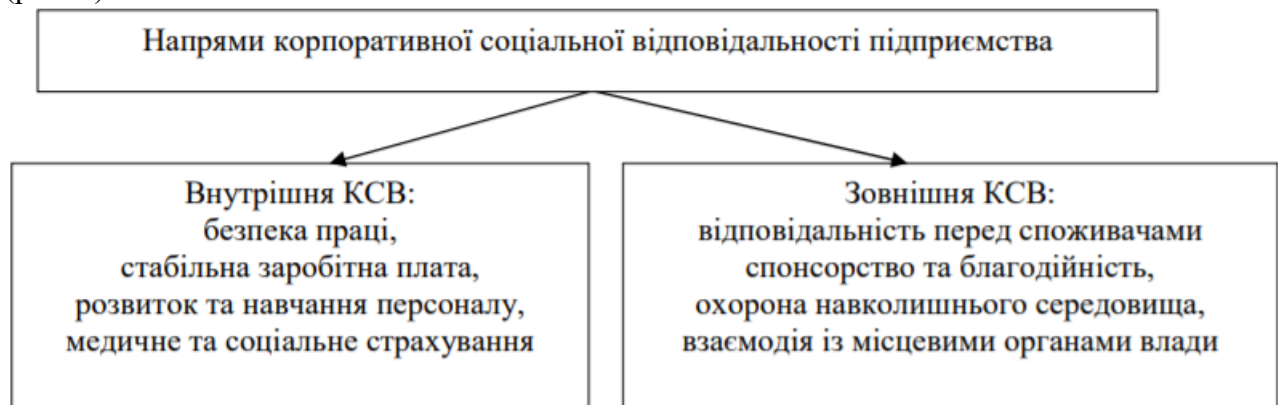 Напрями корпоративної соціальної відповідальності підприємства
Внутрішня КСВ:
безпека праці,
стабільна заробітна плата,
розвиток та навчання персоналу,
медичне та соціальне страхування
Зовнішня КСВ:
відповідальність перед споживачами
спонсорство та благодійність,
охорона навколишнього середовища,
взаємодія із місцевими органами влади